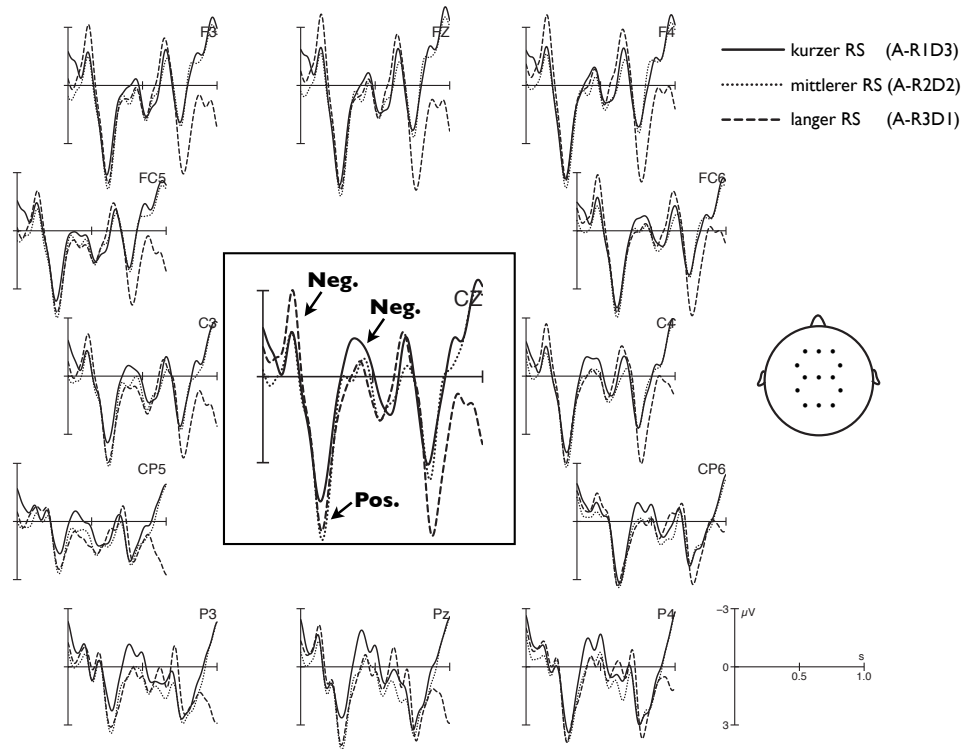 F3
FZ
F4
kurzer RS (A-R1D3)
mittlerer RS (A-R2D2)
langer RS (A-R3D1)
FC5
FC6
Neg.
Neg.
CZ
C3
C4
CP5
CP6
Pos.
P3
Pz
P4
−3
µV
s
0
0.5
1.0
3